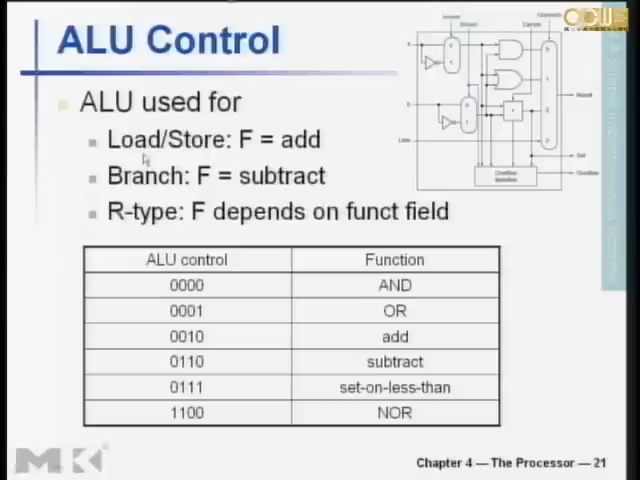 ALU Control
ALU used for
Load/Store: F = add
Branch: F = subtract
R-type: F depends on funct field
ALU control Function
0000 AND
0001 OR
0010 add
0110 subtract
0111 set-on-less-than
1100 NOR
MK
Chapter 4 — The Processor — 21